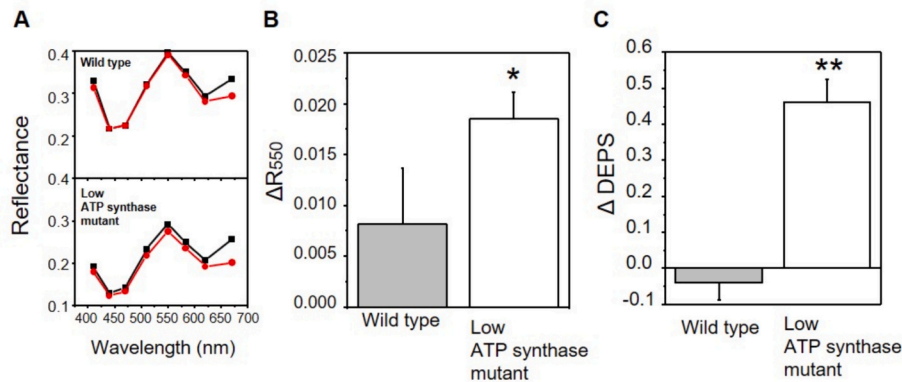 A
Reflectance
0.4
0.3
0.2
0.4
0.3
0.2
0.1
Wild type
Low
ATP synthase
mutant
400 450 500 550 600 650 700
Wavelength (nm)
B
ΔR550
0.025
0.020
0.015
0.010
0.005
0.000
*
Wild type
Low
ATP synthase
mutant
C
Δ DEPS
0.6
0.5
0.4
0.3
0.2
0.1
0.0
-0.1
**
Wild type
Low
ATP synthase
mutant